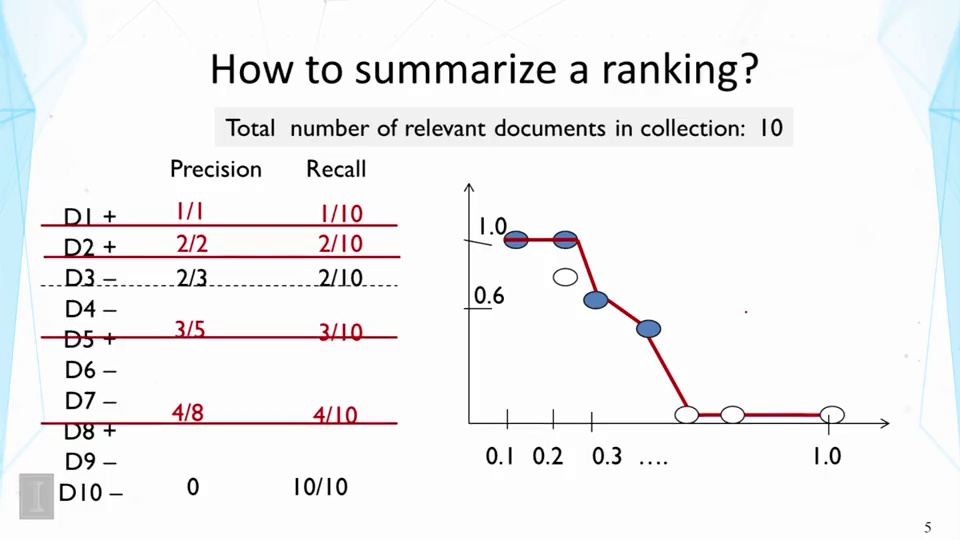 How to summarize a ranking?
Total number of relevant documents in collection: 10
Precision Recall
D1 + 1/1 1/10
D2 + 2/2 2/10
D3 – 2/3 2/10
D4 –
D5 + 3/5 3/10
D6 –
D7 –
D8 + 4/8 4/10
D9 –
D10 – 0 10/10
1.0
0.6
0.1 0.2 0.3 …. 1.0
I
5